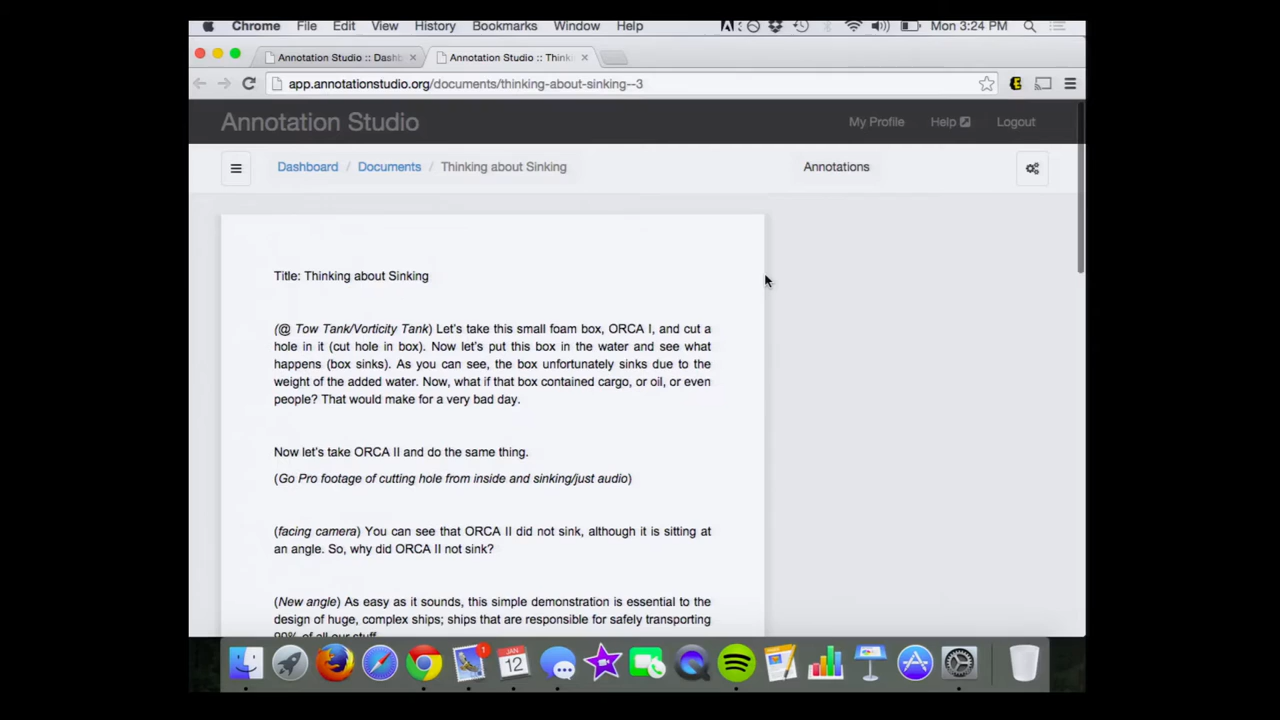 Chrome File Edit View History Bookmarks Window Help Mon 3:24 PM
Annotation Studio :: Dashb Annotation Studio :: Think
app.annotationstudio.org/documents/thinking-about-sinking--3
Annotation Studio My Profile Help Logout
Dashboard / Documents / Thinking about Sinking Annotations
Title: Thinking about Sinking
(@ Tow Tank/Vorticity Tank) Let's take this small foam box, ORCA I, and cut a
hole in it (cut hole in box). Now let's put this box in the water and see what
happens (box sinks). As you can see, the box unfortunately sinks due to the
weight of the added water. Now, what if that box contained cargo, or oil, or even
people? That would make for a very bad day.
Now let's take ORCA II and do the same thing.
(Go Pro footage of cutting hole from inside and sinking/just audio)
(facing camera) You can see that ORCA II did not sink, although it is sitting at
an angle. So, why did ORCA II not sink?
(New angle) As easy as it sounds, this simple demonstration is essential to the
design of huge, complex ships; ships that are responsible for safely transporting
90% of all our stuff
1
JAN
12